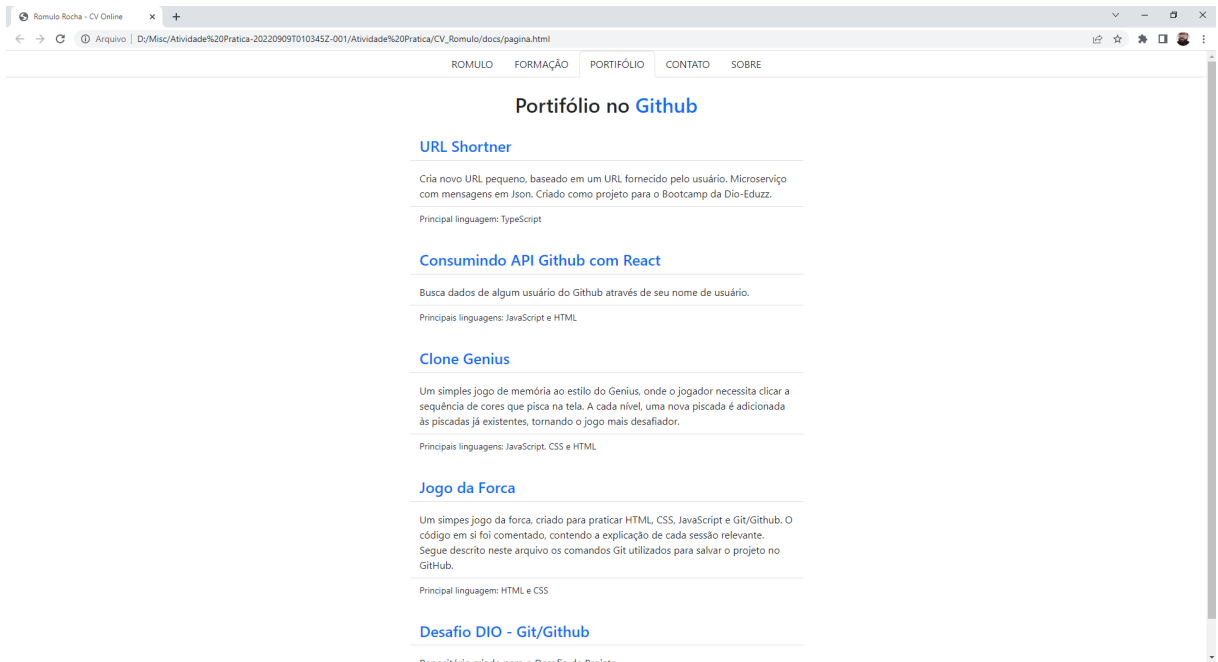 Romulo Rocha - CV Online
Arquivo | D:/Misc/Atividade%20Pratica-20220909T010345Z-001/Atividade%20Pratica/CV_Romulo/docs/pagina.html
ROMULO FORMAÇÃO PORTIFÓLIO CONTATO SOBRE
Portifólio no Github
URL Shortner
Cria novo URL pequeno, baseado em um URL fornecido pelo usuário. Microserviço
com mensagens em Json. Criado como projeto para o Bootcamp da Dio-Eduzz.
Principal linguagem: TypeScript
Consumindo API Github com React
Busca dados de algum usuário do Github através de seu nome de usuário.
Principais linguagens: JavaScript e HTML
Clone Genius
Um simples jogo de memória ao estilo do Genius, onde o jogador necessita clicar a
sequência de cores que pisca na tela. A cada nível, uma nova piscada é adicionada
às piscadas já existentes, tornando o jogo mais desafiador.
Principais linguagens: JavaScript, CSS e HTML
Jogo da Forca
Um simpes jogo da forca, criado para praticar HTML, CSS, JavaScript e Git/Github. O
código em si foi comentado, contendo a explicação de cada sessão relevante.
Segue descrito neste arquivo os comandos Git utilizados para salvar o projeto no
GitHub.
Principal linguagem: HTML e CSS
Desafio DIO - Git/Github
Repositório criado para o Desafio de Projeto